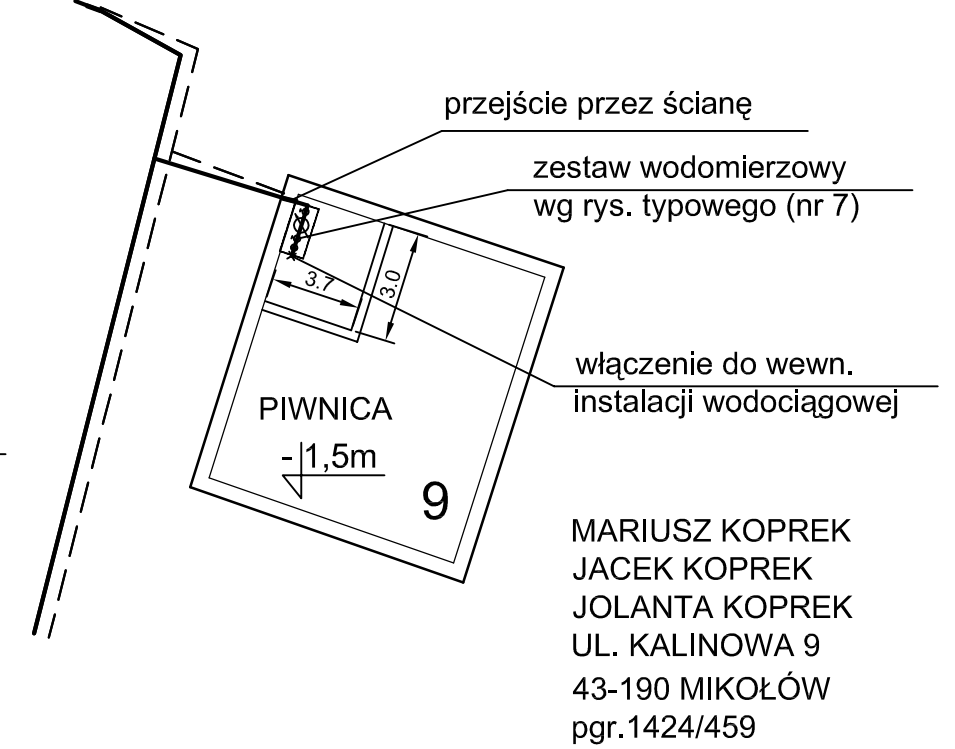 przejście przez ścianę
zestaw wodomierzowy
wg rys. typowego (nr 7)
3.7
3.0
włączenie do wewn.
instalacji wodociągowej
PIWNICA
-1,5m
9
MARIUSZ KOPREK
JACEK KOPREK
JOLANTA KOPREK
UL. KALINOWA 9
43-190 MIKOŁÓW
pgr.1424/459